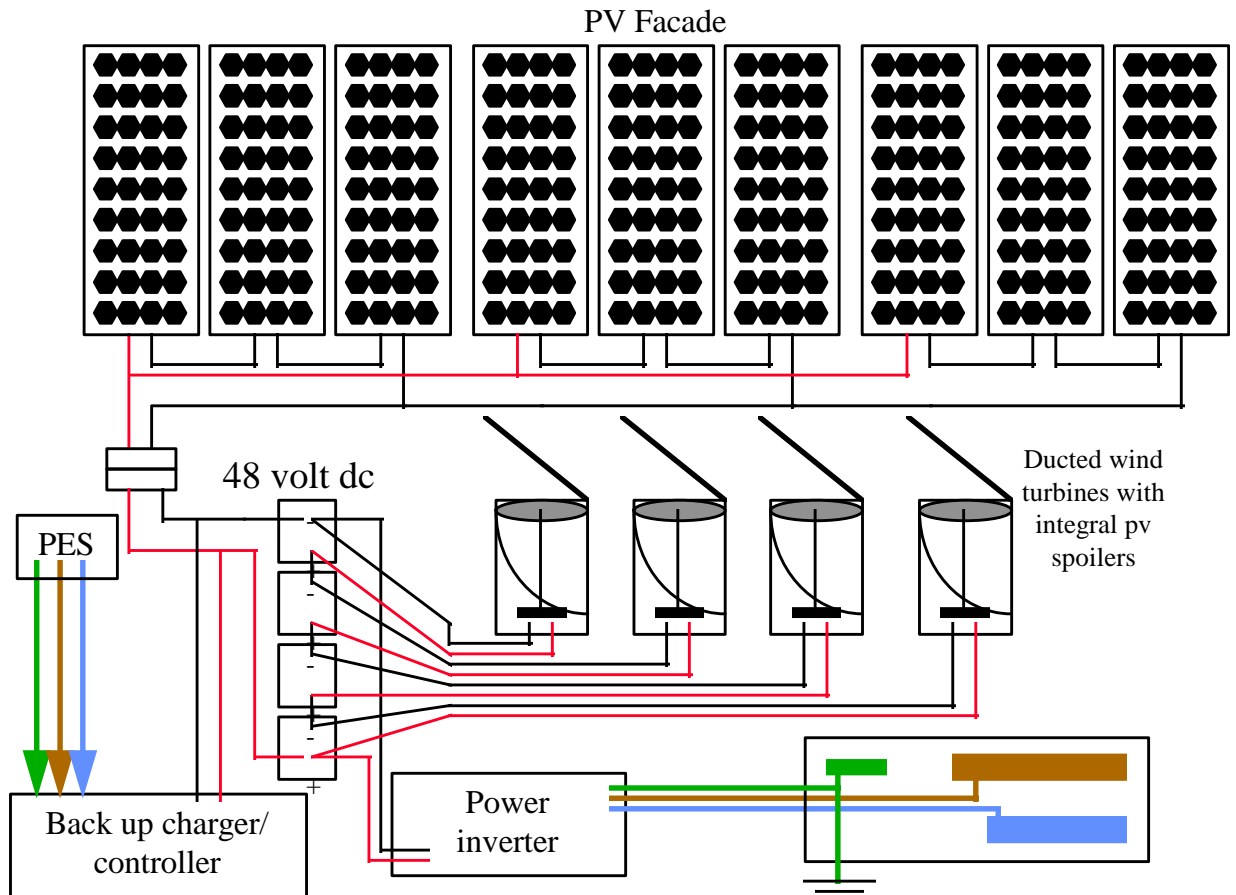 PV Facade
48 volt dc
Ducted wind
turbines with
integral pv
spoilers
PES
-
+
-
+
-
+
-
+
Power
inverter
Back up charger/
controller